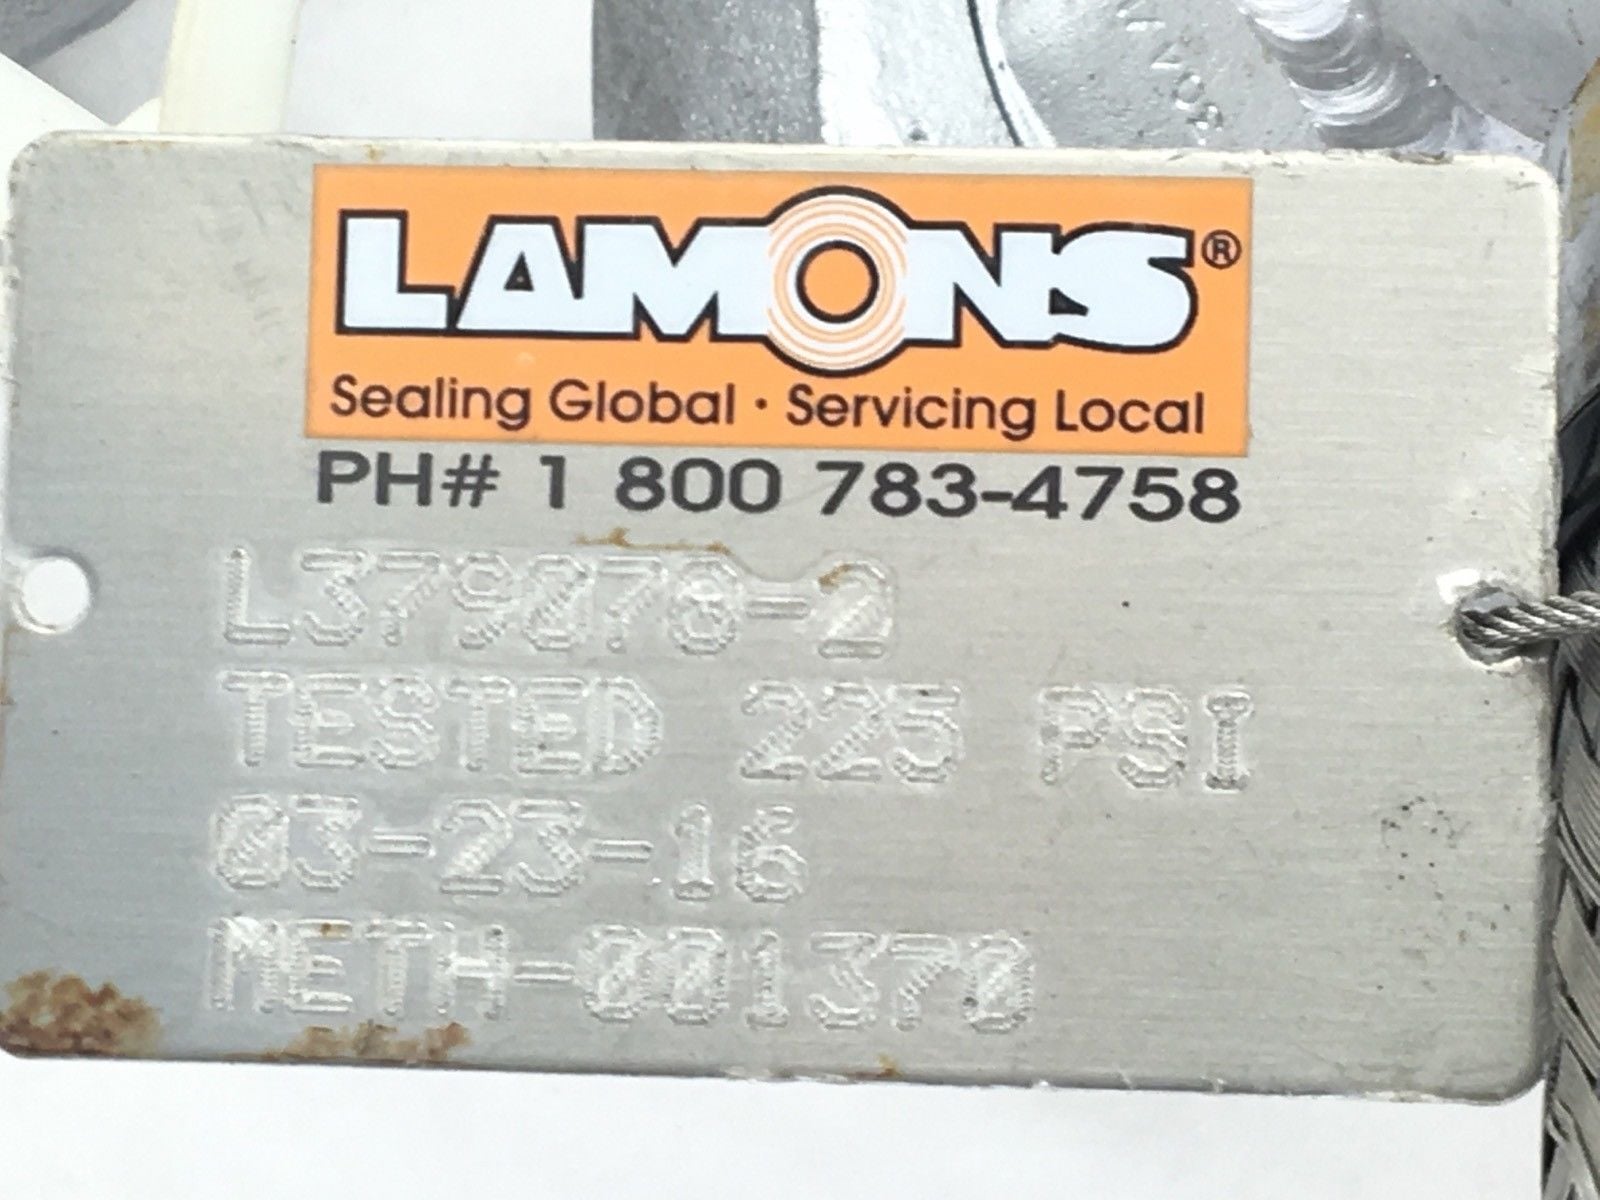 LAMONS®
Sealing Global · Servicing Local
PH# 1 800 783-4758
L379878-2
TESTED 225 PSI
03-23-16
METH-001370